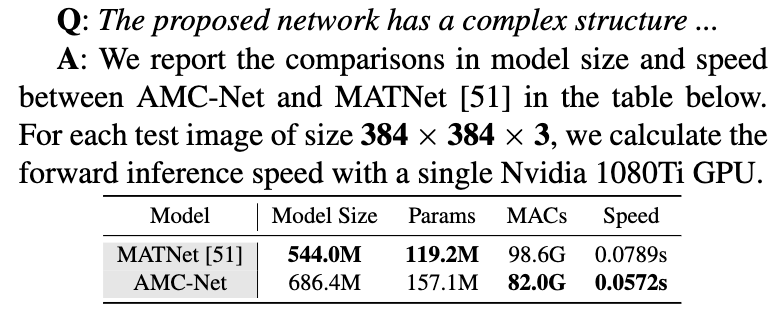 Q: The proposed network has a complex structure ...
A: We report the comparisons in model size and speed
between AMC-Net and MATNet [51] in the table below.
For each test image of size 384 × 384 × 3, we calculate the
forward inference speed with a single Nvidia 1080Ti GPU.
Model Model Size Params MACs Speed
MATNet [51] 544.0M 119.2M 98.6G 0.0789s
AMC-Net 686.4M 157.1M 82.0G 0.0572s